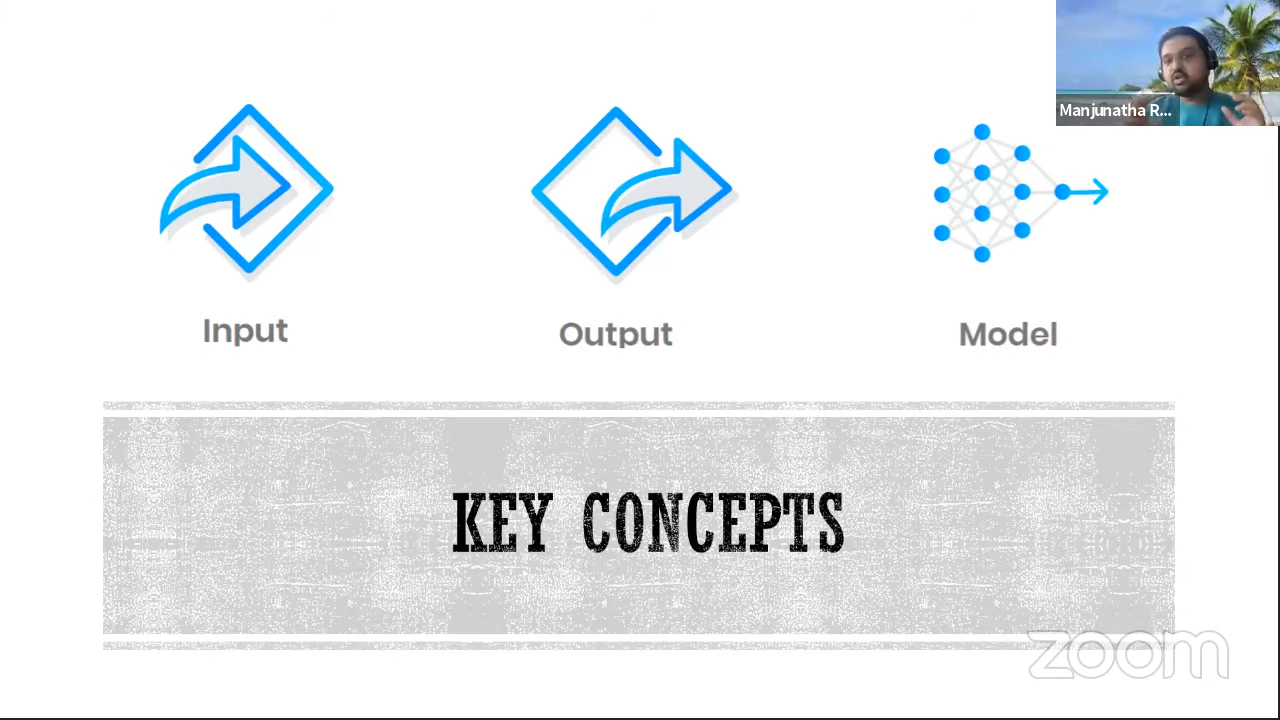 Manjunatha R...
Input
Output
Model
KEY CONCEPTS
zoom